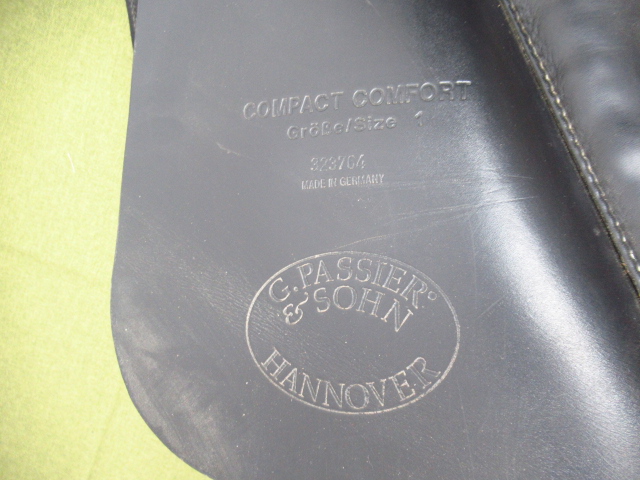 COMPACT COMFORT
Größe/Size 1
323764
MADE IN GERMANY
G. PASSIER
& SOHN
HANNOVER